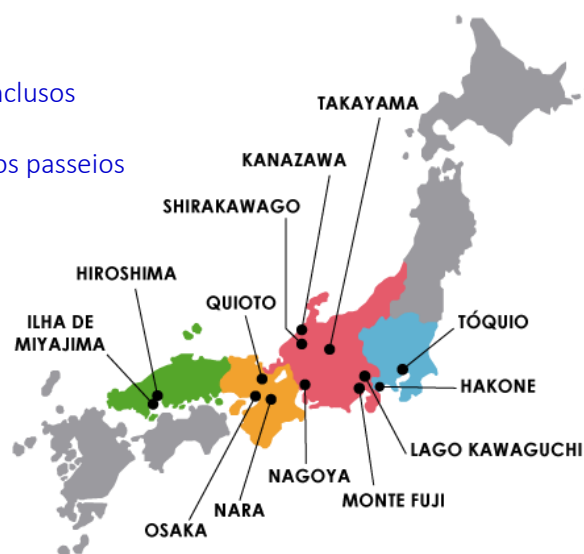 nclusos
os passeios
TAKAYAMA
KANAZAWA
SHIRAKAWAGO
HIROSHIMA
QUIOTO
ILHA DE
MIYAJIMA
TÓQUIO
HAKONE
LAGO KAWAGUCHI
NAGOYA
MONTE FUJI
NARA
OSAKA